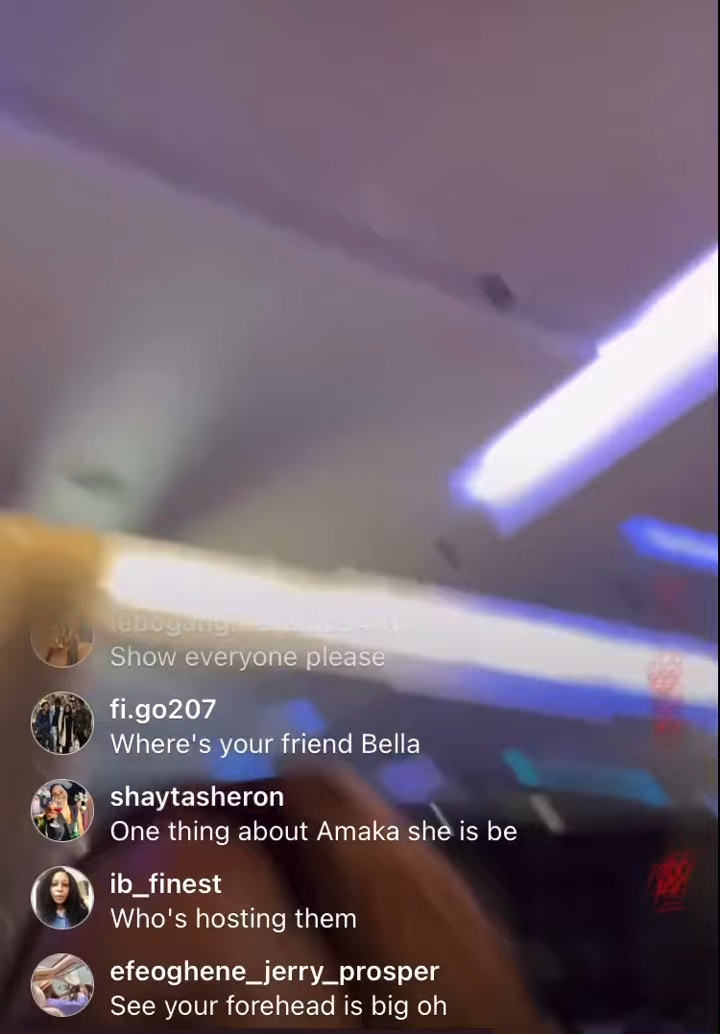 Show everyone please
fi.go207
Where's your friend Bella
shaytasheron
One thing about Amaka she is be
ib_finest
Who's hosting them
efeoghene_jerry_prosper
See your forehead is big oh